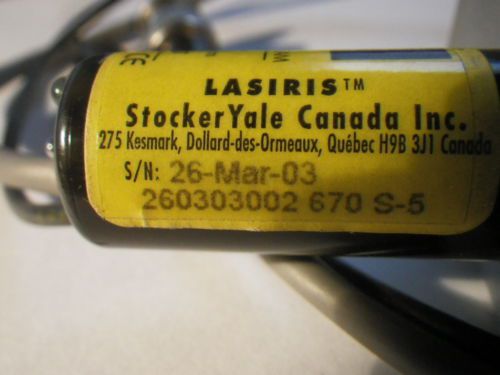 LASIRIS™
StockerYale Canada Inc.
275 Kesmark, Dollard-des-Ormeaux, Québec H9B 3J1 Canada
S/N: 26-Mar-03
260303002 670 S-5